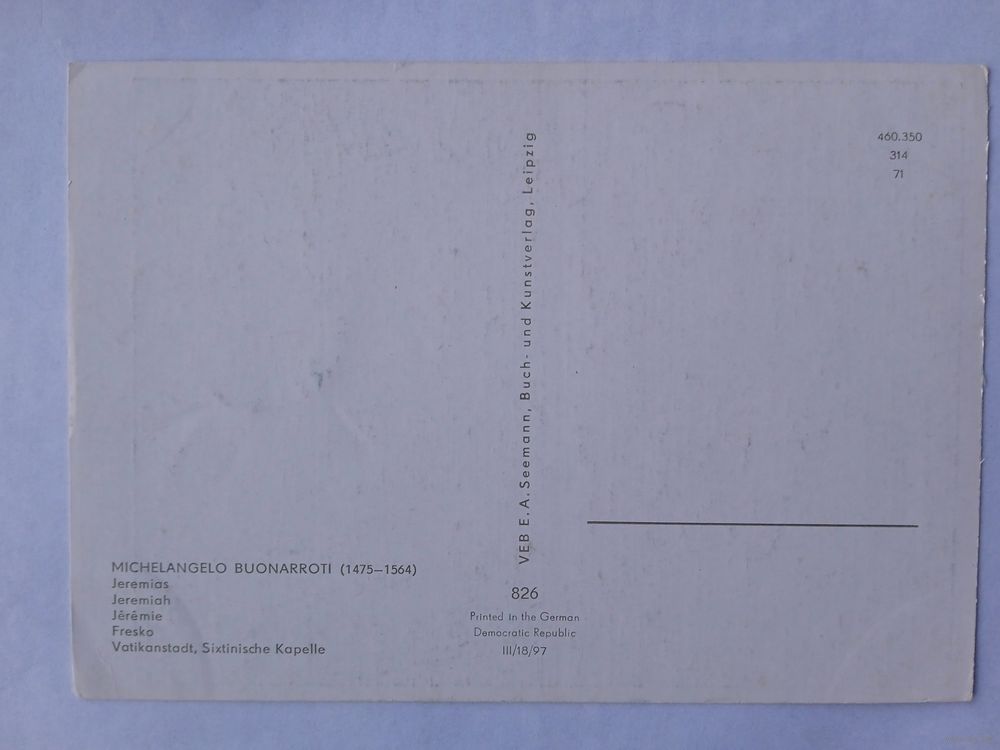 MICHELANGELO BUONARROTI (1475–1564)
Jeremias
Jeremiah
Jérêmie
Fresko
Vatikanstadt, Sixtinische Kapelle
VEB E. A. Seemann, Buch- und Kunstverlag, Leipzig
826
Printed in the German
Democratic Republic
III/18/97
460.350
314
71